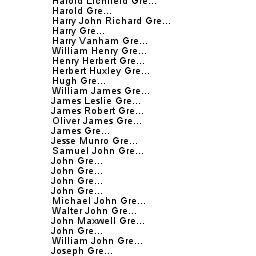 Harold Lichfield Gre...
Harold Gre...
Harry John Richard Gre...
Harry Gre...
Harry Vanham Gre...
William Henry Gre...
Henry Herbert Gre...
Herbert Huxley Gre...
Hugh Gre...
William James Gre...
James Leslie Gre...
James Robert Gre...
Oliver James Gre...
James Gre...
Jesse Munro Gre...
Samuel John Gre...
John Gre...
John Gre...
John Gre...
John Gre...
Michael John Gre...
Walter John Gre...
John Maxwell Gre...
John Gre...
William John Gre...
Joseph Gre...